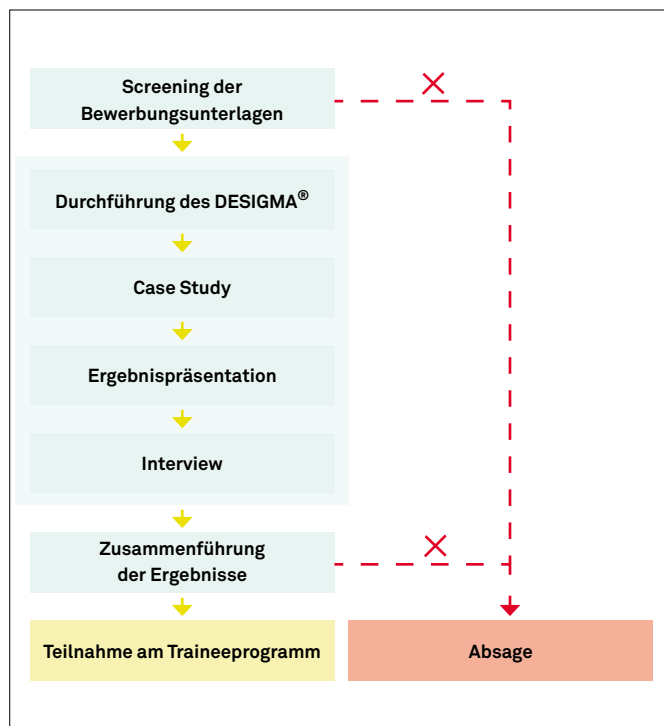 Screening der
Bewerbungsunterlagen
Durchführung des DESIGMA®
Case Study
Ergebnispräsentation
Interview
Zusammenführung
der Ergebnisse
Teilnahme am Traineeprogramm
Absage